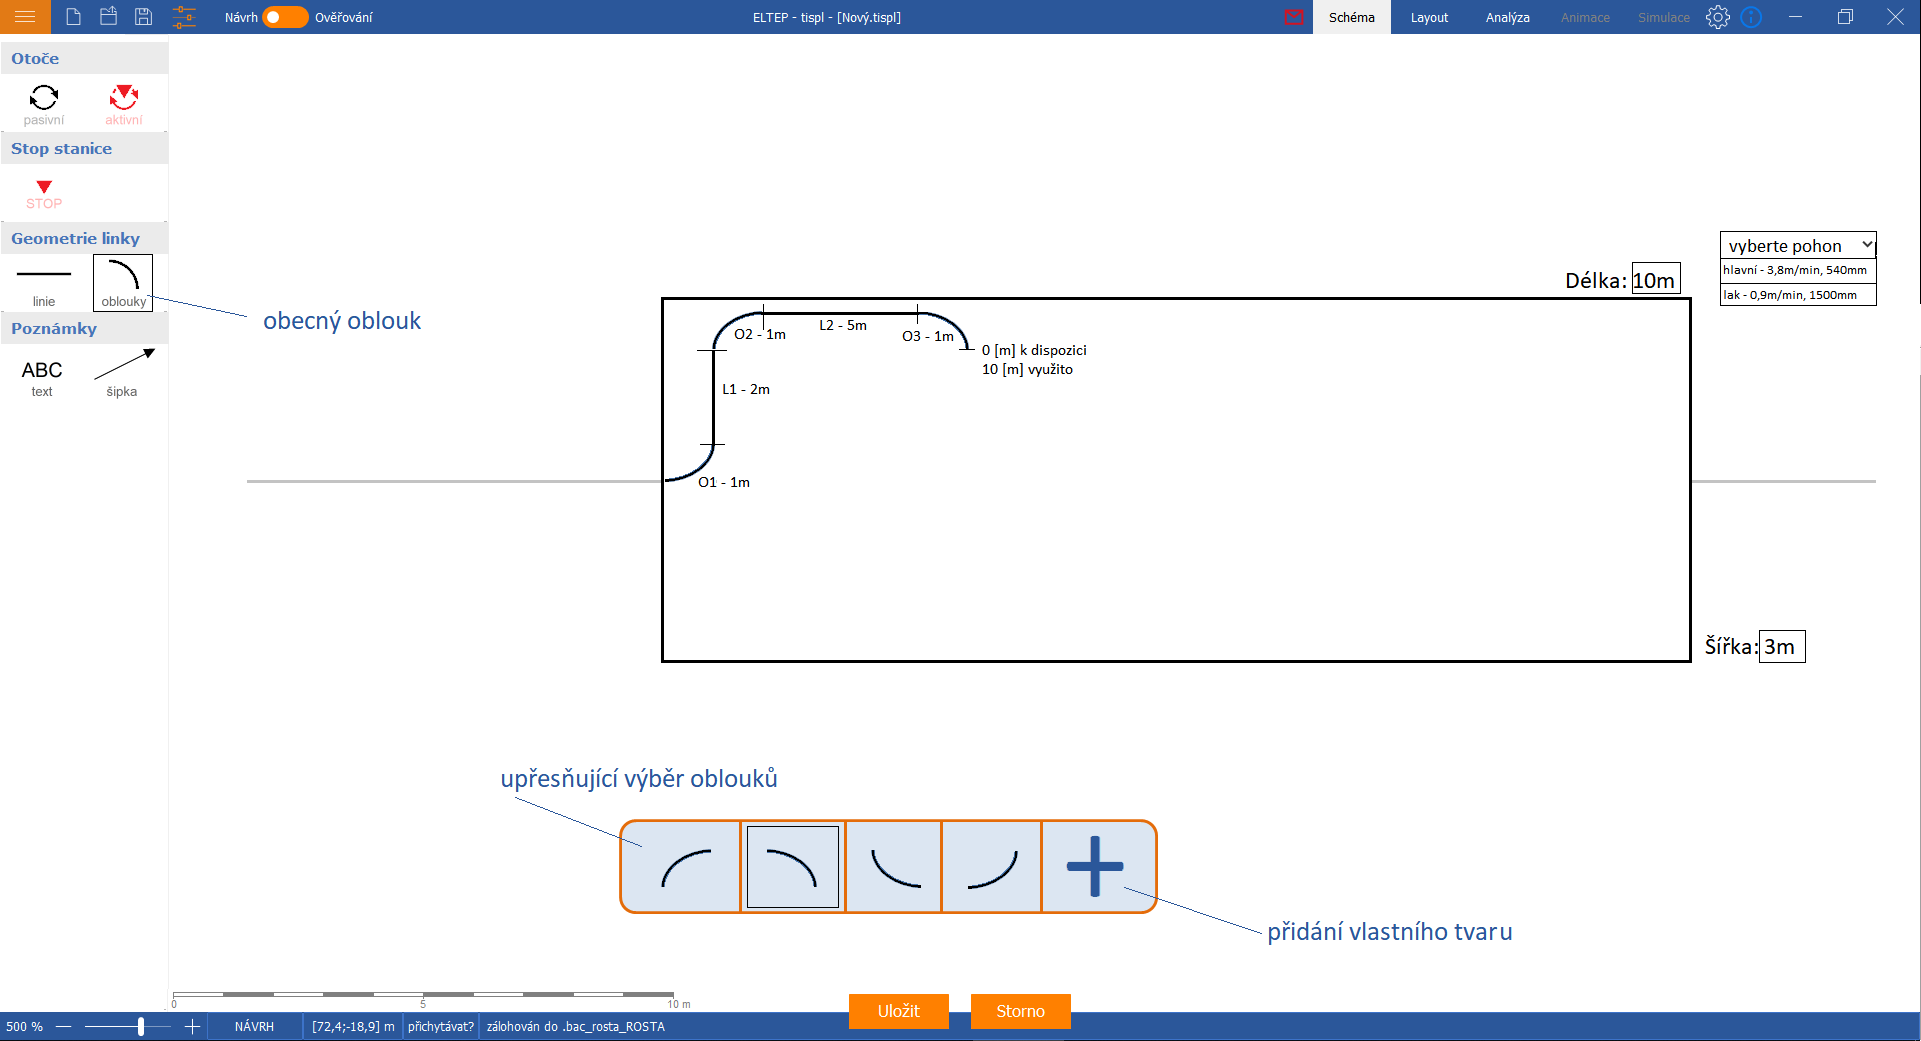 Návrh
Ověřování
ELTEP - tispl - [Nový.tispl]
Schéma
Layout
Analýza
Animace
Simulace
Otoče
pasivní
aktivní
Stop stanice
STOP
Geometrie linky
linie
oblouky
Poznámky
ABC
text
šipka
obecný oblouk
vyberte pohon
hlavní - 3,8m/min, 540mm
lak - 0,9m/min, 1500mm
Délka: 10m
O2 - 1m
L2 - 5m
O3 - 1m
0 [m] k dispozici
10 [m] využito
L1 - 2m
O1 - 1m
Šířka: 3m
upřesňující výběr oblouků
přidání vlastního tvaru
0
5
10 m
Uložit
Storno
500 %
NÁVRH
[72,4;-18,9] m
přichytávat?
zálohován do .bac_rosta_ROSTA